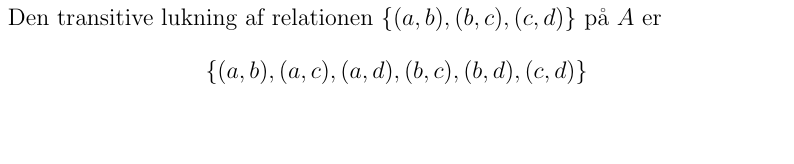 Den transitive lukning af relationen {(a, b), (b, c), (c, d)} på A er
{(a, b), (a, c), (a, d), (b, c), (b, d), (c, d)}